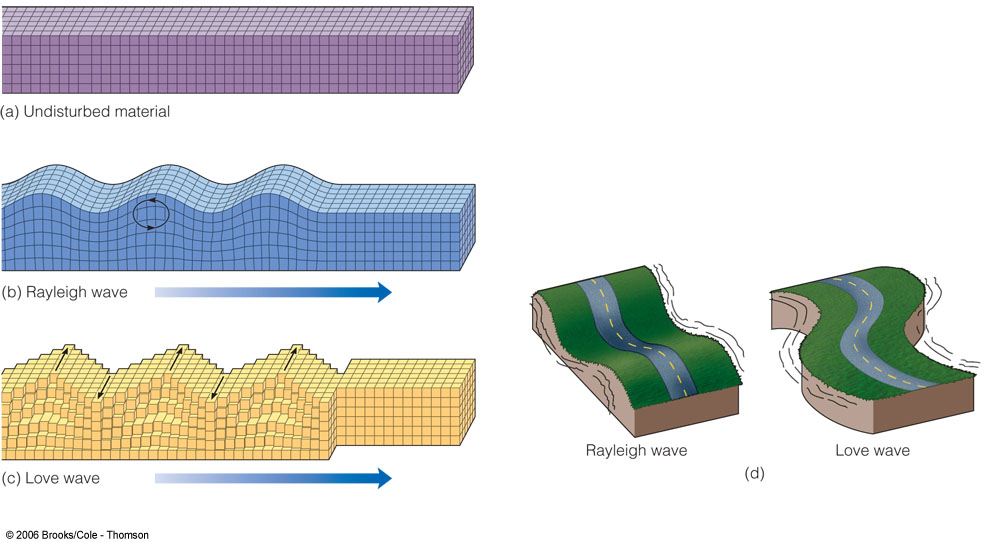 (a) Undisturbed material
(b) Rayleigh wave
(c) Love wave
Rayleigh wave
Love wave
(d)
© 2006 Brooks/Cole - Thomson